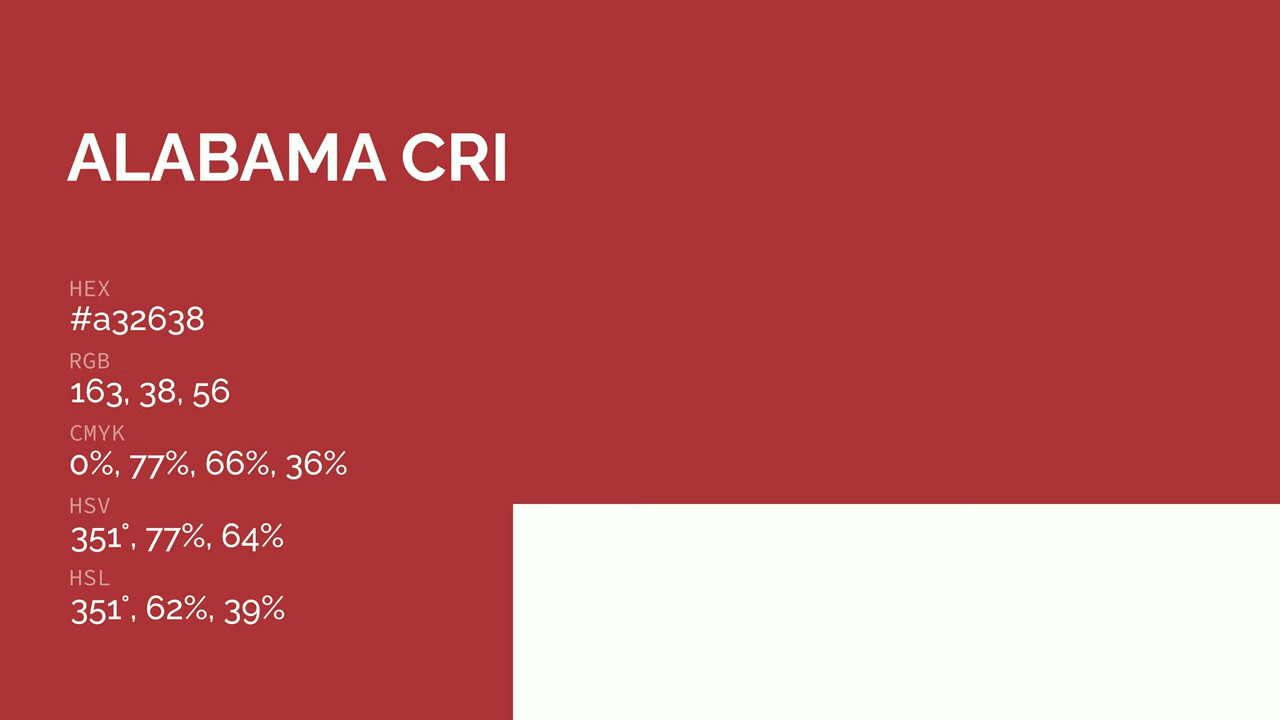 ALABAMA CRI
HEX
#a32638
RGB
163, 38, 56
CMYK
0%, 77%, 66%, 36%
HSV
351°, 77%, 64%
HSL
351°, 62%, 39%